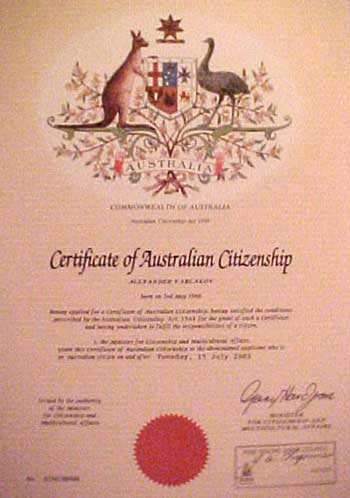 AUSTRALIA
COMMONWEALTH OF AUSTRALIA
Australian Citizenship Act 1948
Certificate of Australian Citizenship
ALEXANDER
born on 3rd May
having applied for a Certificate of Australian Citizenship, having satisfied the conditions
prescribed by the Australian Citizenship Act 1948 for the grant of such a Certificate
and having undertaken to fulfil the responsibilities of a citizen,
I, the Minister for Citizenship and Multicultural Affairs,
grant this Certificate of Australian Citizenship to the abovenamed applicant who is
an Australian citizen on and after Tuesday, 15 July 2003
Issued by the authority
of the Minister
for Citizenship and
Multicultural Affairs
MINISTER
FOR CITIZENSHIP AND
MULTICULTURAL AFFAIRS
No.